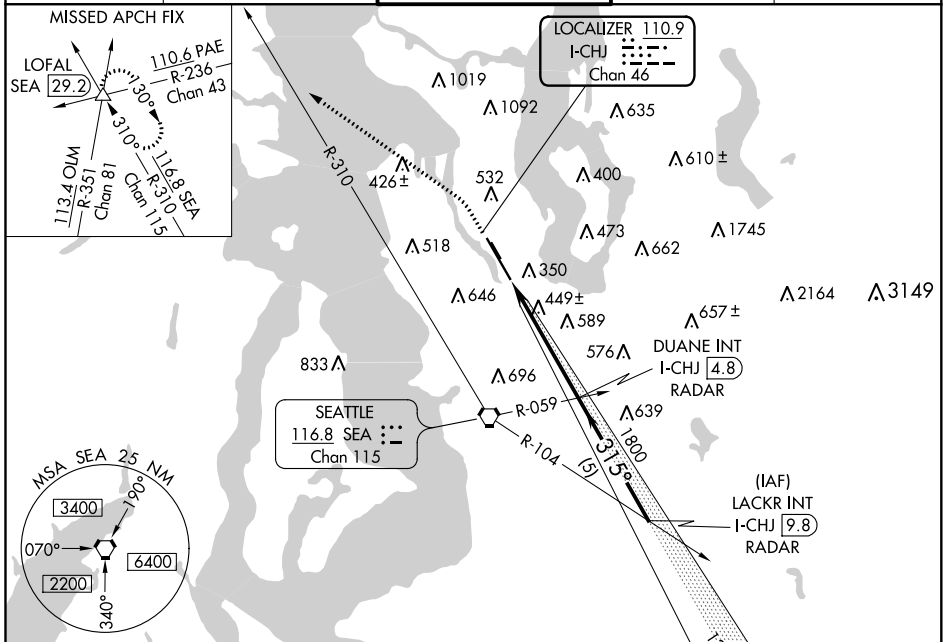 MISSED APCH FIX
LOFAL
SEA 29.2
110.6 PAE
R-236
Chan 43
130°
310°
116.8 SEA
R-310
Chan 115
113.4 OLM
R-351
Chan 81
LOCALIZER 110.9
I-CHJ
Chan 46
1019
1092
635
R-310
426±
532
400
610±
518
473
662
1745
350
646
449±
589
657±
2164
3149
833
576
DUANE INT
I-CHJ 4.8
RADAR
696
R-059
639
SEATTLE
116.8 SEA
Chan 115
R-104
1800
315°
(5)
(IAF)
LACKR INT
I-CHJ 9.8
RADAR
MSA SEA 25 NM
3400
190°
070°
6400
2200
340°